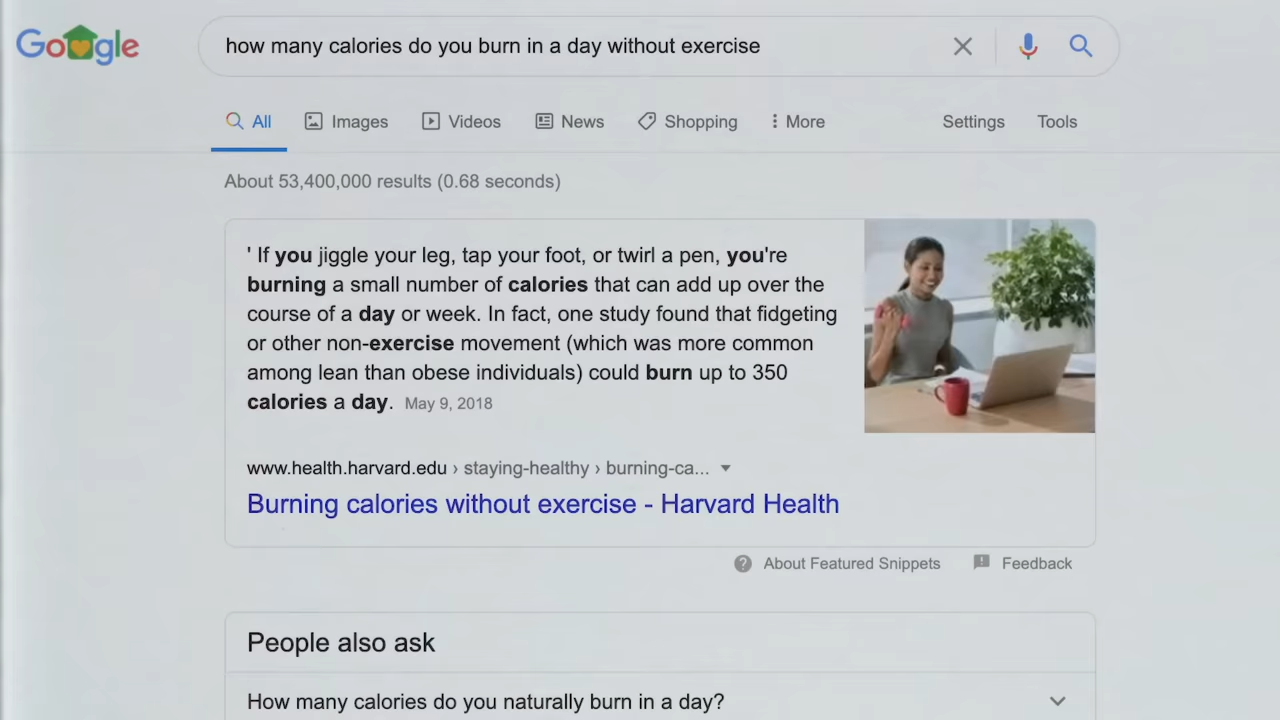 Google
how many calories do you burn in a day without exercise
All Images Videos News Shopping More Settings Tools
About 53,400,000 results (0.68 seconds)
' If you jiggle your leg, tap your foot, or twirl a pen, you're
burning a small number of calories that can add up over the
course of a day or week. In fact, one study found that fidgeting
or other non-exercise movement (which was more common
among lean than obese individuals) could burn up to 350
calories a day. May 9, 2018
www.health.harvard.edu › staying-healthy › burning-ca...
Burning calories without exercise - Harvard Health
About Featured Snippets Feedback
People also ask
How many calories do you naturally burn in a day?